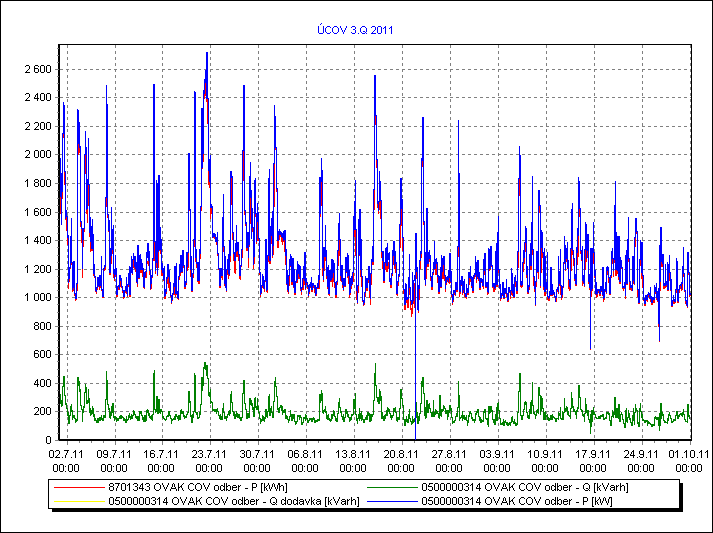 ÚCOV 3.Q 2011
2 600
2 400
2 200
2 000
1 800
1 600
1 400
1 200
1 000
800
600
400
200
0
02.7.11 09.7.11 16.7.11 23.7.11 30.7.11 06.8.11 13.8.11 20.8.11 27.8.11 03.9.11 10.9.11 17.9.11 24.9.11 01.10.11
00:00 00:00 00:00 00:00 00:00 00:00 00:00 00:00 00:00 00:00 00:00 00:00 00:00 00:00
8701343 OVAK COV odber - P [kWh] 0500000314 OVAK COV odber - Q [kVarh]
0500000314 OVAK COV odber - Q dodavka [kVarh] 0500000314 OVAK COV odber - P [kW]